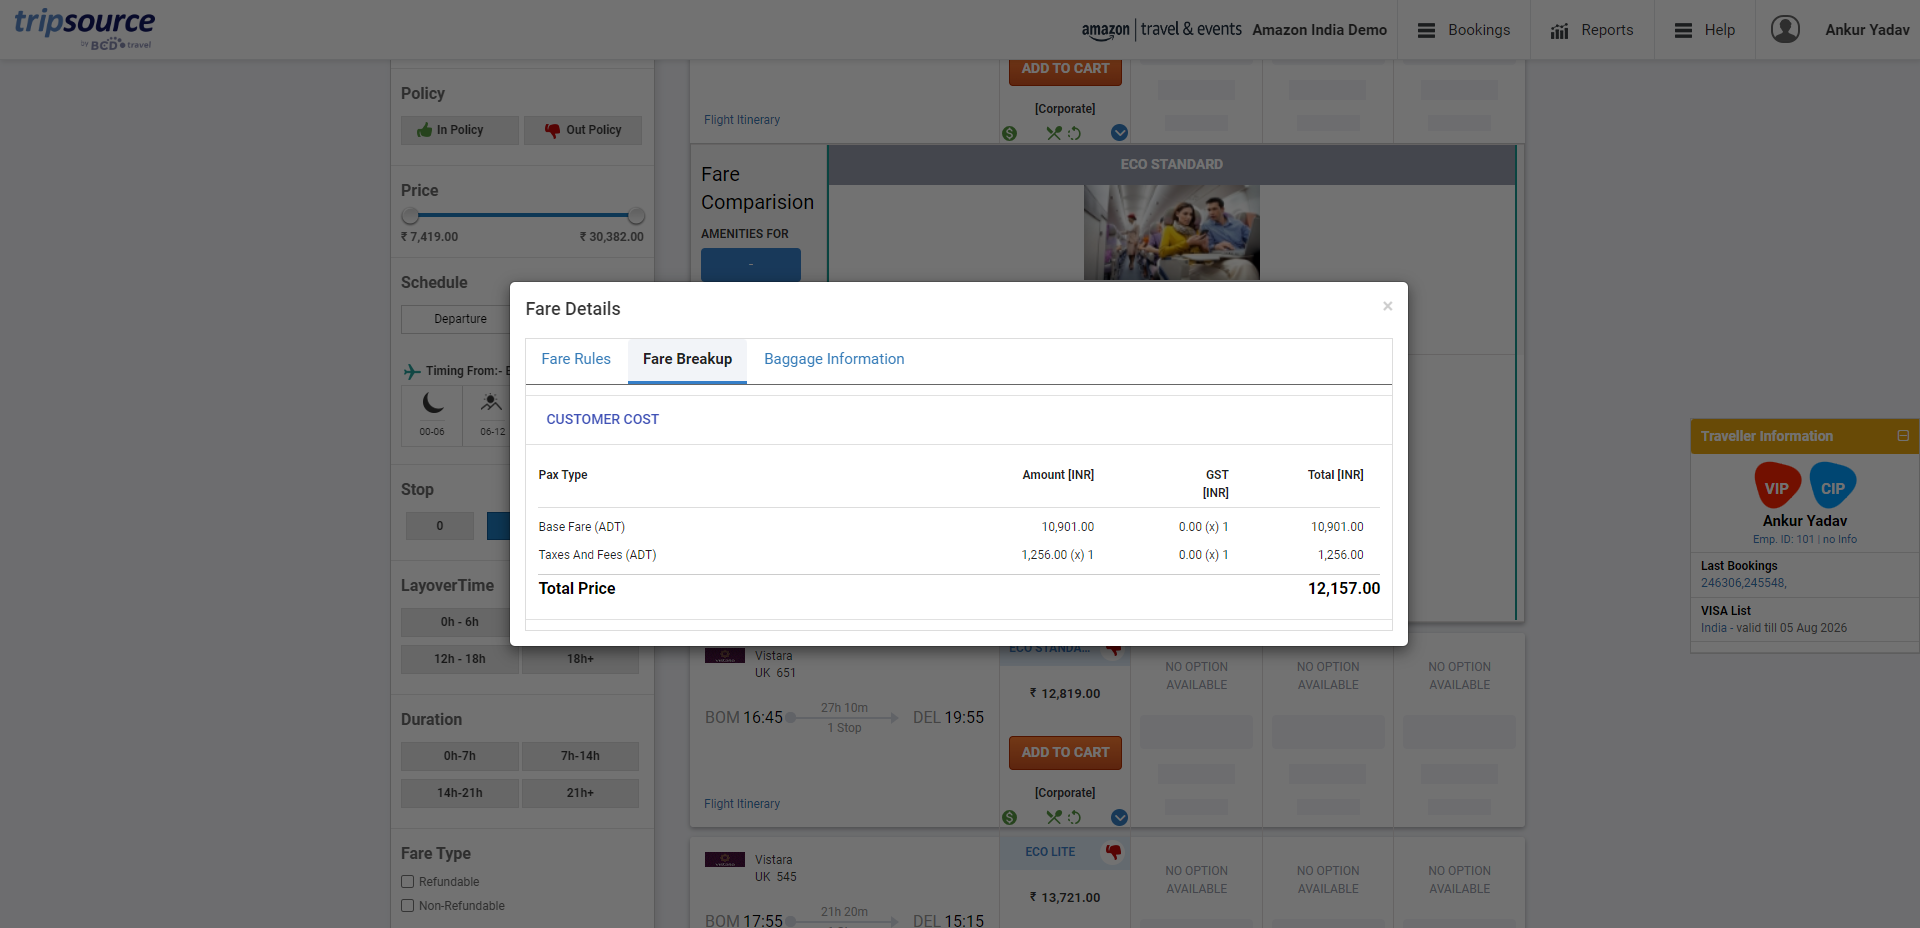 tripsource
by BCD travel
amazon | travel & events Amazon India Demo
Bookings
Reports
Help
Ankur Yadav
Policy
In Policy
Out Policy
Price
₹ 7,419.00
₹ 30,382.00
Schedule
Departure
Timing From:-
00-06
06-12
Stop
0
LayoverTime
0h - 6h
12h - 18h
18h+
Duration
0h-7h
7h-14h
14h-21h
21h+
Fare Type
Refundable
Non-Refundable
ADD TO CART
[Corporate]
Flight Itinerary
Fare
Comparision
AMENITIES FOR
-
ECO STANDARD
Fare Details
×
Fare Rules
Fare Breakup
Baggage Information
CUSTOMER COST
Pax Type
Amount [INR]
GST
[INR]
Total [INR]
Base Fare (ADT)
10,901.00
0.00 (x) 1
10,901.00
Taxes And Fees (ADT)
1,256.00 (x) 1
0.00 (x) 1
1,256.00
Total Price
12,157.00
Vistara
UK 651
ECO STANDA...
₹ 12,819.00
BOM 16:45
27h 10m
1 Stop
DEL 19:55
ADD TO CART
[Corporate]
Flight Itinerary
NO OPTION
AVAILABLE
NO OPTION
AVAILABLE
NO OPTION
AVAILABLE
Vistara
UK 545
ECO LITE
₹ 13,721.00
BOM 17:55
21h 20m
DEL 15:15
NO OPTION
AVAILABLE
NO OPTION
AVAILABLE
NO OPTION
AVAILABLE
Traveller Information
VIP
CIP
Ankur Yadav
Emp. ID: 101 | no Info
Last Bookings
246306,245548,
VISA List
India - valid till 05 Aug 2026